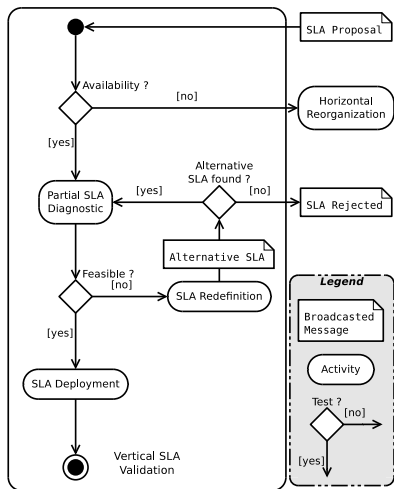 SLA Proposal
Availability ?
[no]
Horizontal
Reorganization
[yes]
Alternative
SLA found ?
Partial SLA
Diagnostic
[yes]
[no]
SLA Rejected
Alternative SLA
Feasible ?
[no]
SLA Redefinition
[yes]
SLA Deployment
Vertical SLA
Validation
Legend
Broadcasted
Message
Activity
Test ?
[no]
[yes]